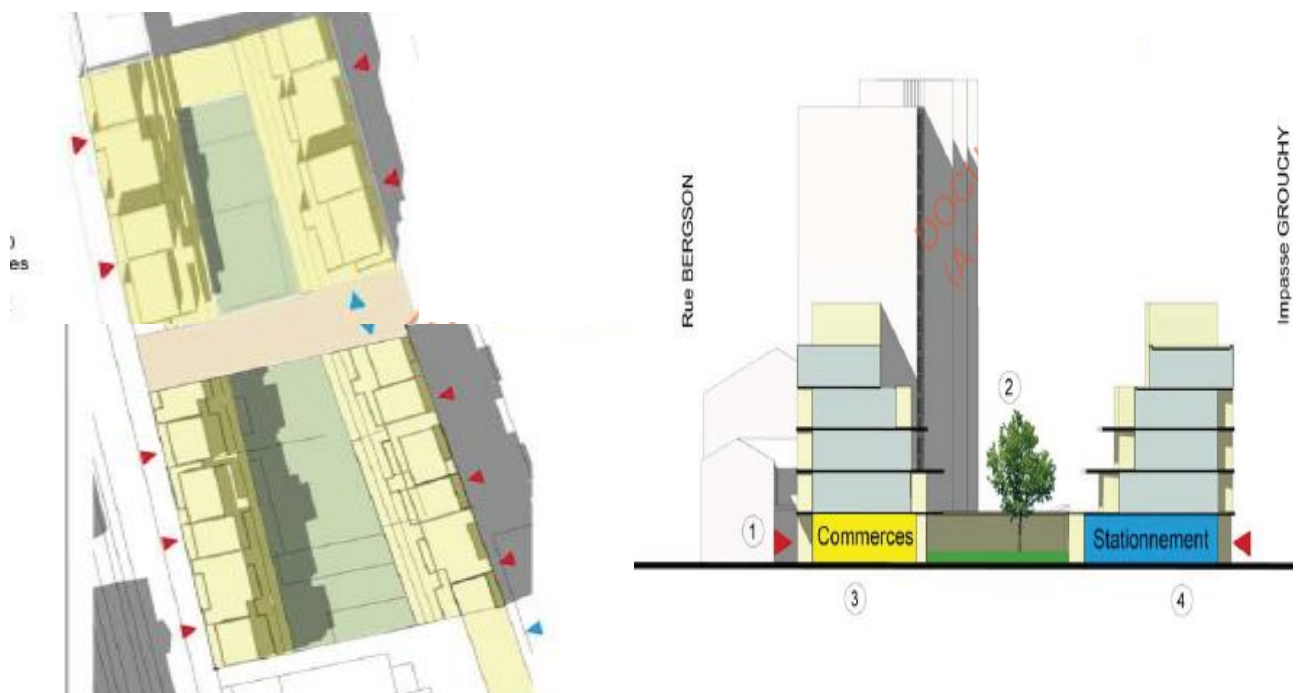 es
Rue BERGSON
Impasse GROUCHY
2
1
Commerces
Stationnement
3
4